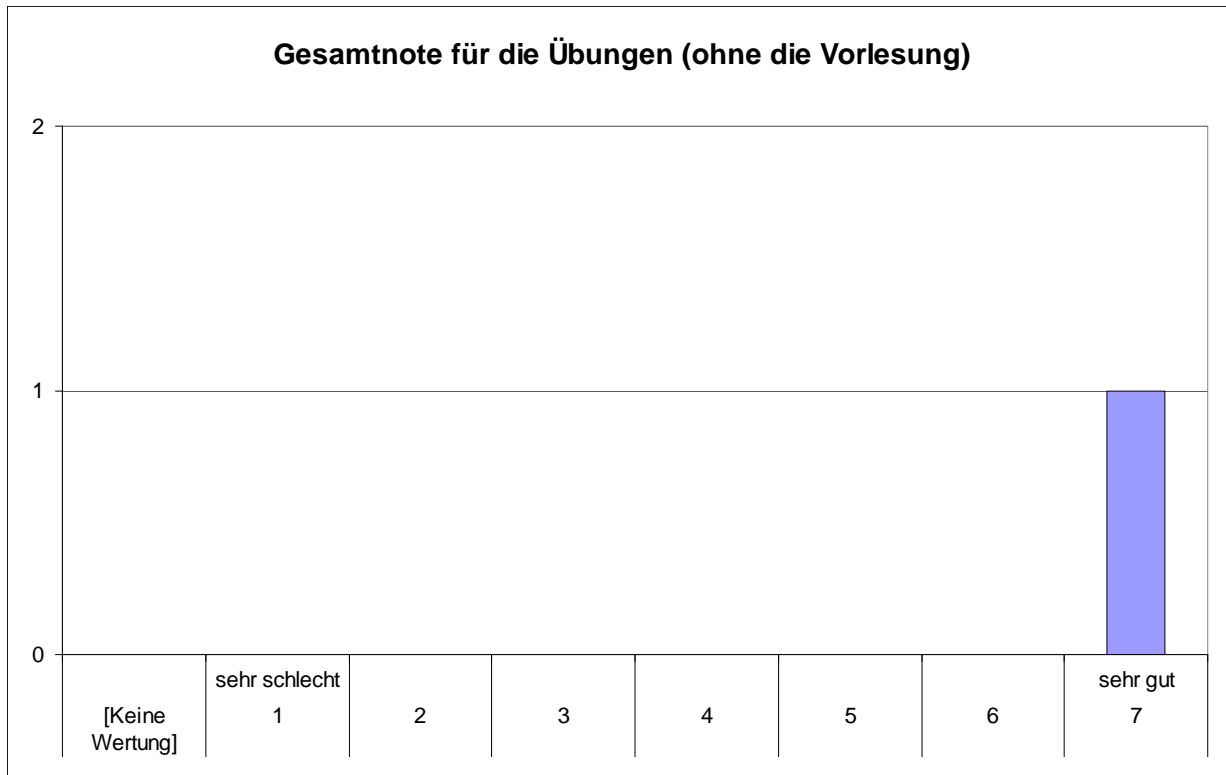 Gesamtnote für die Übungen (ohne die Vorlesung)
2
1
0
sehr schlecht
sehr gut
[Keine
Wertung]
1
2
3
4
5
6
7